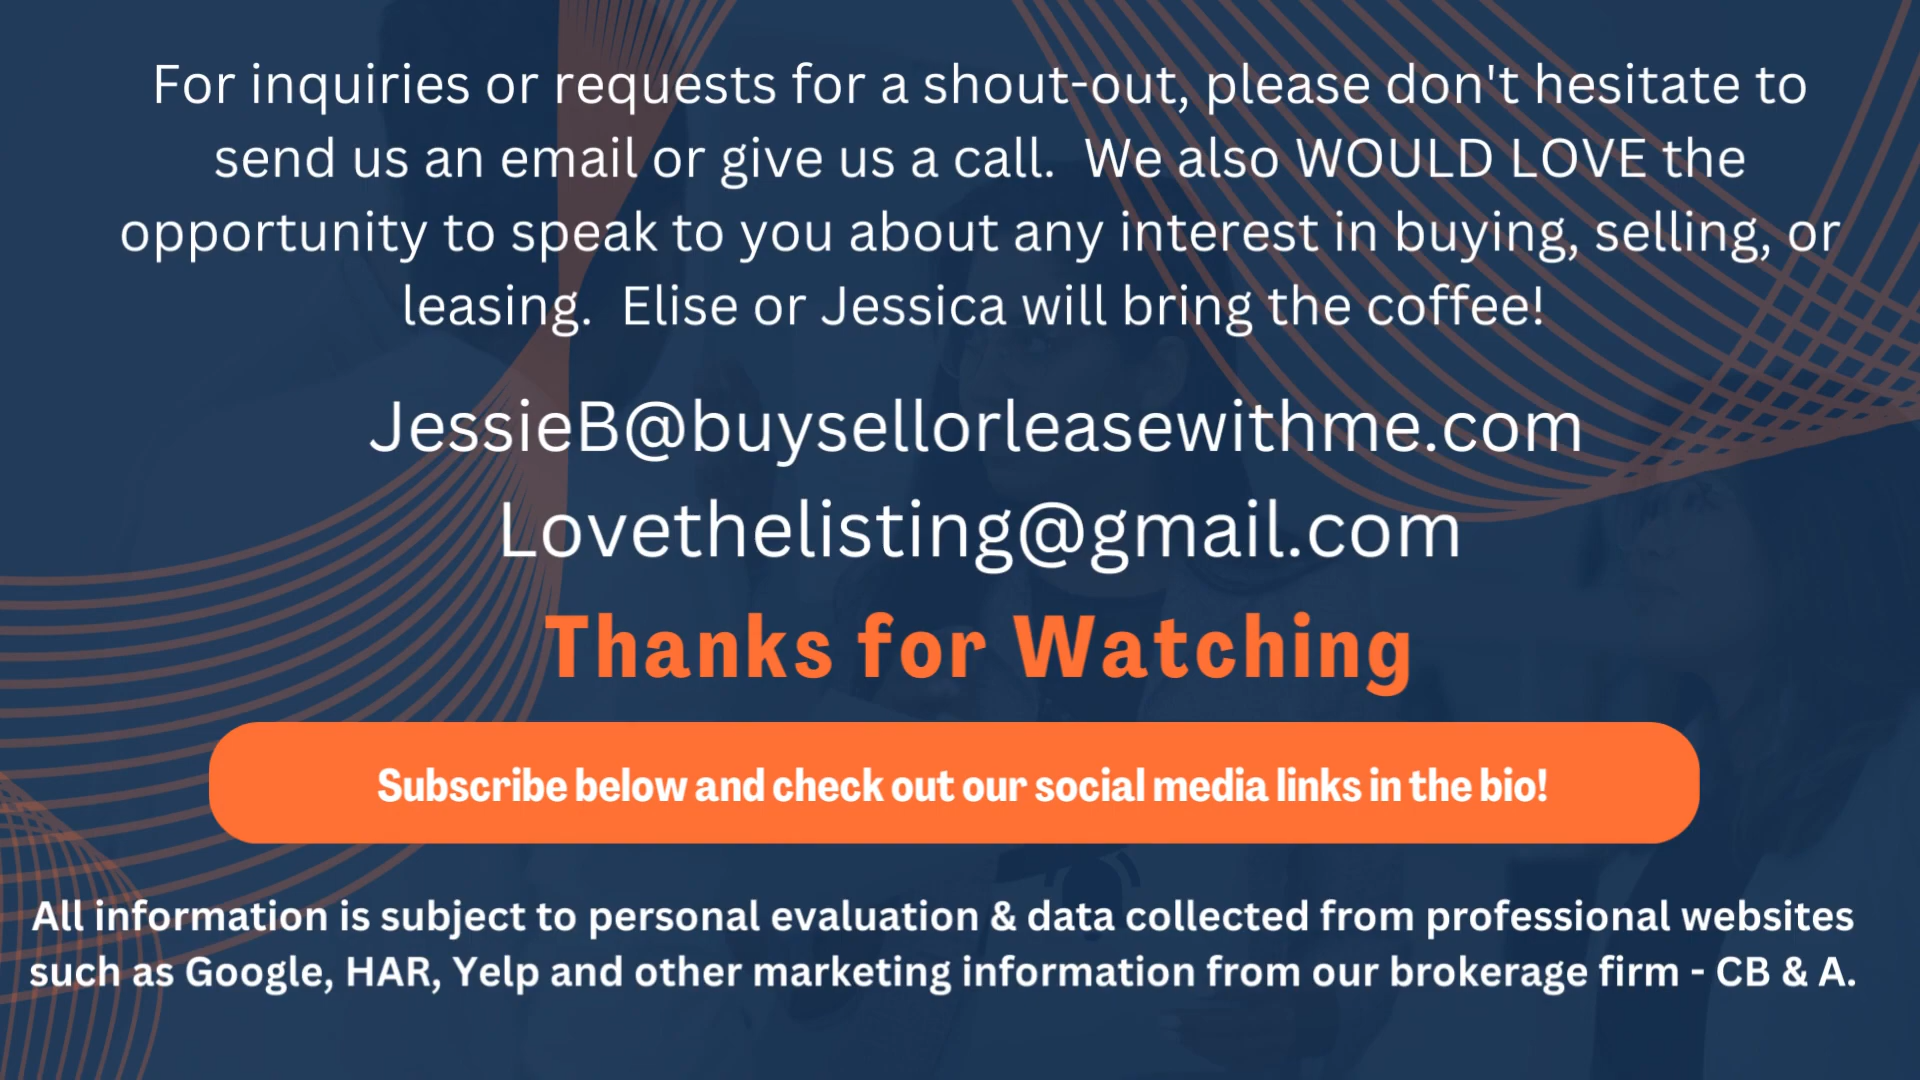 For inquiries or requests for a shout-out, please don't hesitate to
send us an email or give us a call.  We also WOULD LOVE the
opportunity to speak to you about any interest in buying, selling, or
leasing.  Elise or Jessica will bring the coffee!
JessieB@buysellorleasewithme.com
Lovethelisting@gmail.com
Thanks for Watching
Subscribe below and check out our social media links in the bio!
All information is subject to personal evaluation & data collected from professional websites
such as Google, HAR, Yelp and other marketing information from our brokerage firm - CB & A.